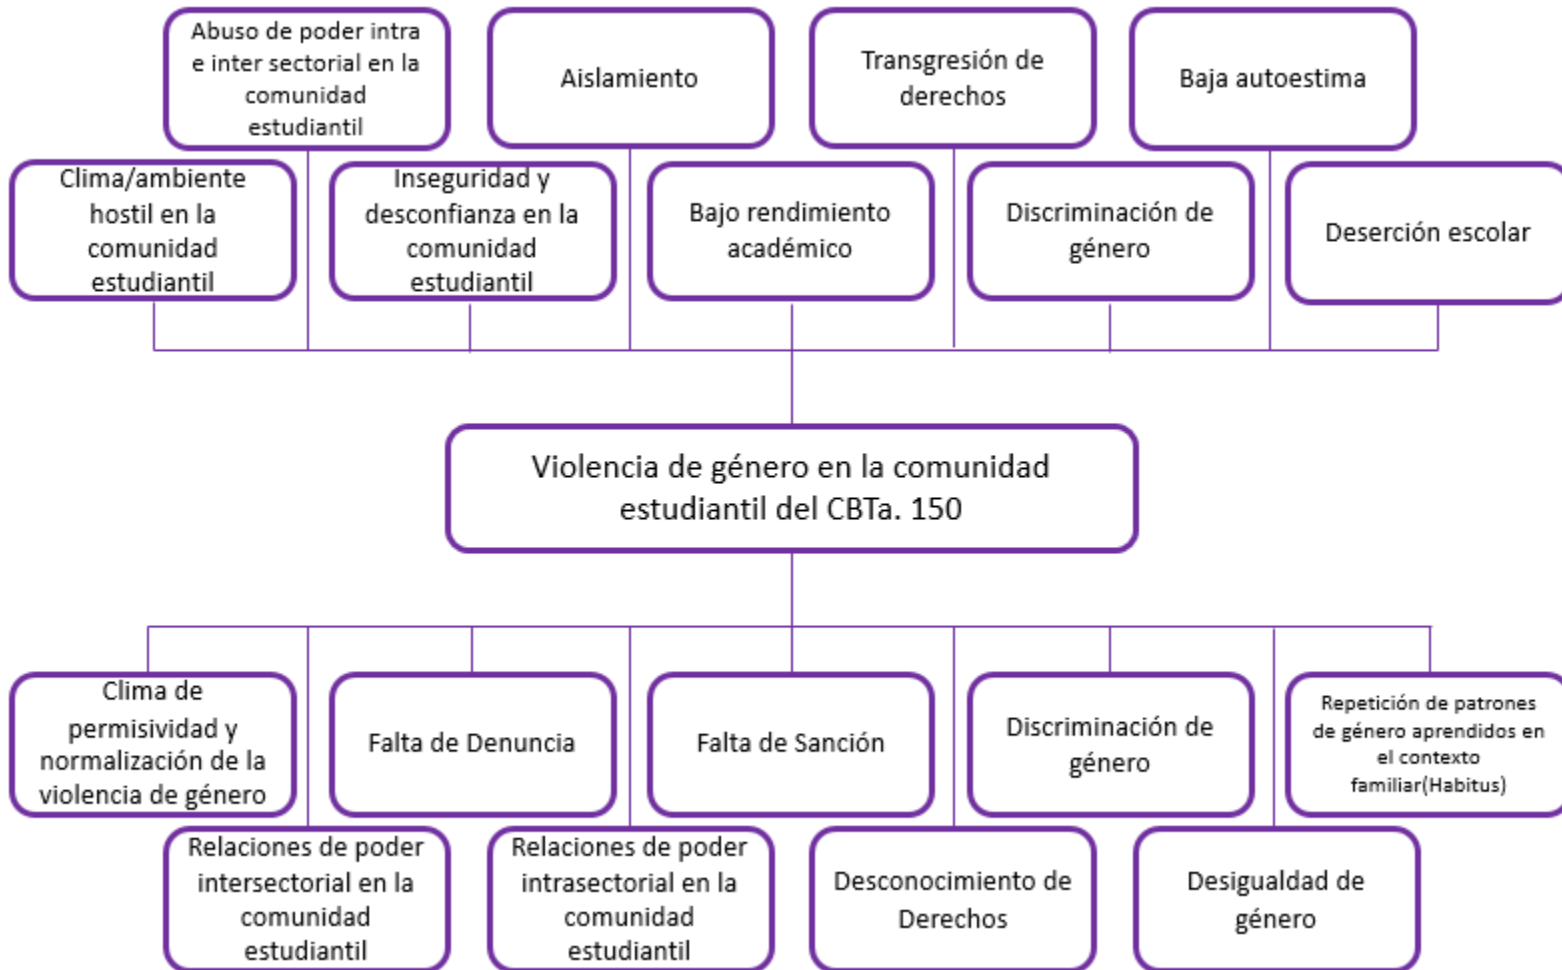 Abuso de poder intra
e inter sectorial en la
comunidad
estudiantil
Aislamiento
Transgresión de
derechos
Baja autoestima
Clima/ambiente
hostil en la
comunidad
estudiantil
Inseguridad y
desconfianza en la
comunidad
estudiantil
Bajo rendimiento
académico
Discriminación de
género
Deserción escolar
Violencia de género en la comunidad
estudiantil del CBTa. 150
Clima de
permisividad y
normalización de la
violencia de género
Falta de Denuncia
Falta de Sanción
Discriminación de
género
Repetición de patrones
de género aprendidos en
el contexto
familiar(Habitus)
Relaciones de poder
intersectorial en la
comunidad
estudiantil
Relaciones de poder
intrasectorial en la
comunidad
estudiantil
Desconocimiento de
Derechos
Desigualdad de
género